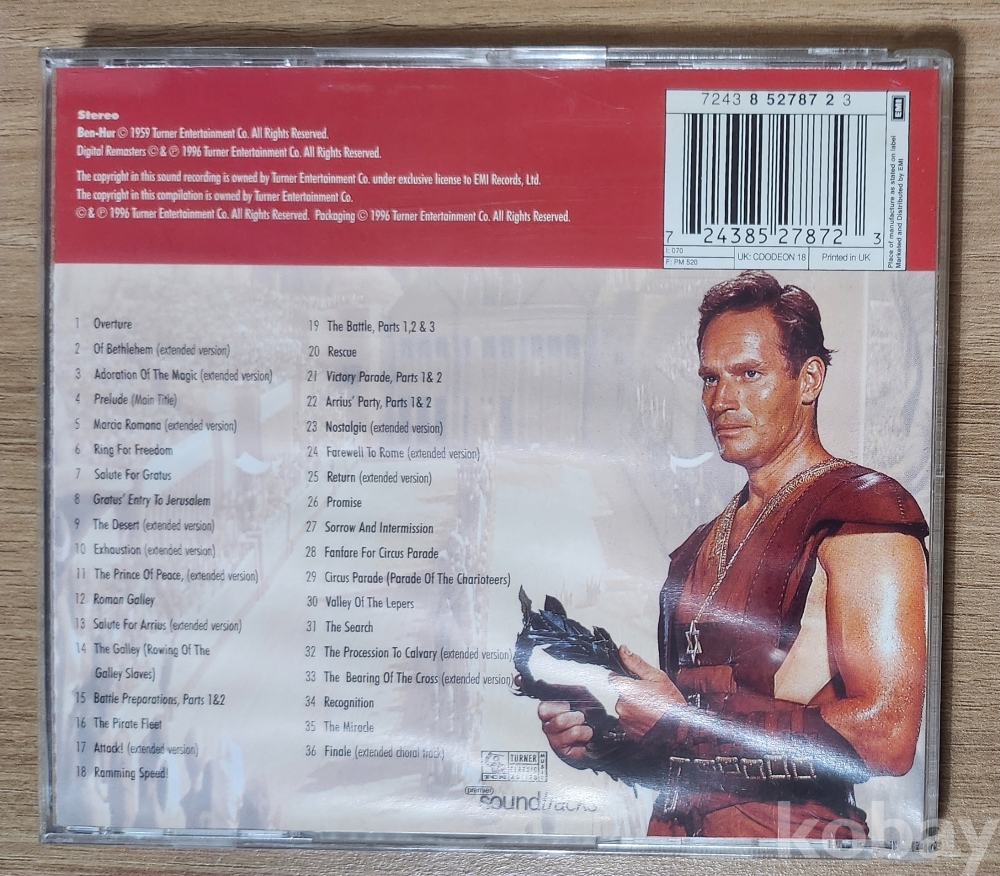 Stereo
Ben-Hur © 1959 Turner Entertainment Co. All Rights Reserved.
Digital Remasters © & ℗ 1996 Turner Entertainment Co. All Rights Reserved.
The copyright in this sound recording is owned by Turner Entertainment Co. under exclusive license to EMI Records, Ltd.
The copyright in this compilation is owned by Turner Entertainment Co.
© & ℗ 1996 Turner Entertainment Co. All Rights Reserved. Packaging © 1996 Turner Entertainment Co. All Rights Reserved.
7243 8 52787 2 3
7 24385 27872 3
I: 070
F: PM 520
UK: CDODEON 18
Printed in UK
EMI
Place of manufacture as stated on label
Marketed and Distributed by EMI
1 Overture
2 Of Bethlehem (extended version)
3 Adoration Of The Magic (extended version)
4 Prelude (Main Title)
5 Marcia Romana (extended version)
6 Ring For Freedom
7 Salute For Gratus
8 Gratus' Entry To Jerusalem
9 The Desert (extended version)
10 Exhaustion (extended version)
11 The Prince Of Peace, (extended version)
12 Roman Galley
13 Salute For Arrius (extended version)
14 The Galley (Rowing Of The
Galley Slaves)
15 Battle Preparations, Parts 1&2
16 The Pirate Fleet
17 Attack! (extended version)
18 Ramming Speed!
19 The Battle, Parts 1,2 & 3
20 Rescue
21 Victory Parade, Parts 1& 2
22 Arrius' Party, Parts 1& 2
23 Nostalgia (extended version)
24 Farewell To Rome (extended version)
25 Return (extended version)
26 Promise
27 Sorrow And Intermission
28 Fanfare For Circus Parade
29 Circus Parade (Parade Of The Charioteers)
30 Valley Of The Lepers
31 The Search
32 The Procession To Calvary (extended version)
33 The Bearing Of The Cross (extended version)
34 Recognition
35 The Miracle
36 Finale (extended choral track)
TCM
TURNER
CLASSIC
MOVIES
MUSIC
premier
soundtracks
kobay